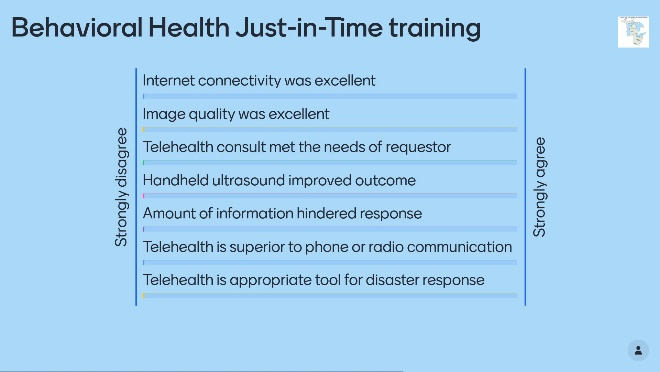 Behavioral Health Just-in-Time training
Strongly disagree
Internet connectivity was excellent
Image quality was excellent
Telehealth consult met the needs of requestor
Handheld ultrasound improved outcome
Amount of information hindered response
Telehealth is superior to phone or radio communication
Telehealth is appropriate tool for disaster response
Strongly agree